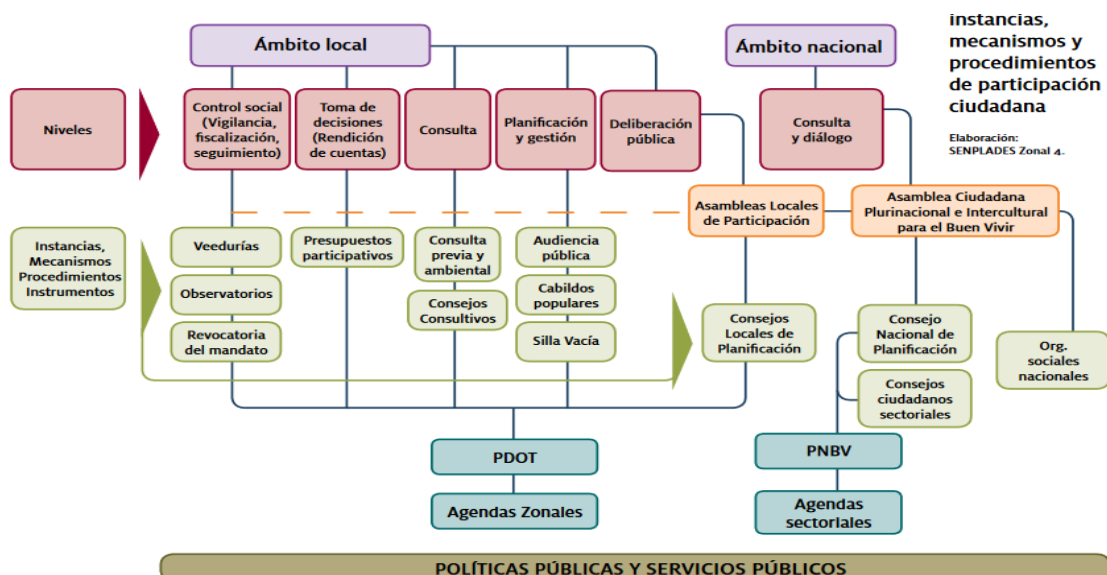 instancias,
mecanismos y
procedimientos
de participación
ciudadana
Elaboración:
SENPLADES Zonal 4.
Ámbito local
Ámbito nacional
Niveles
Control social
(Vigilancia,
fiscalización,
seguimiento)
Toma de
decisiones
(Rendición
de cuentas)
Consulta
Planificación
y gestión
Deliberación
pública
Consulta
y diálogo
Asambleas Locales
de Participación
Asamblea Ciudadana
Plurinacional e Intercultural
para el Buen Vivir
Instancias,
Mecanismos
Procedimientos
Instrumentos
Veedurías
Observatorios
Revocatoria
del mandato
Presupuestos
participativos
Consulta
previa y
ambiental
Consejos
Consultivos
Audiencia
pública
Cabildos
populares
Silla Vacía
Consejos
Locales de
Planificación
Consejo
Nacional de
Planificación
Consejos
ciudadanos
sectoriales
Org.
sociales
nacionales
PDOT
Agendas Zonales
PNBV
Agendas
sectoriales
POLÍTICAS PÚBLICAS Y SERVICIOS PÚBLICOS